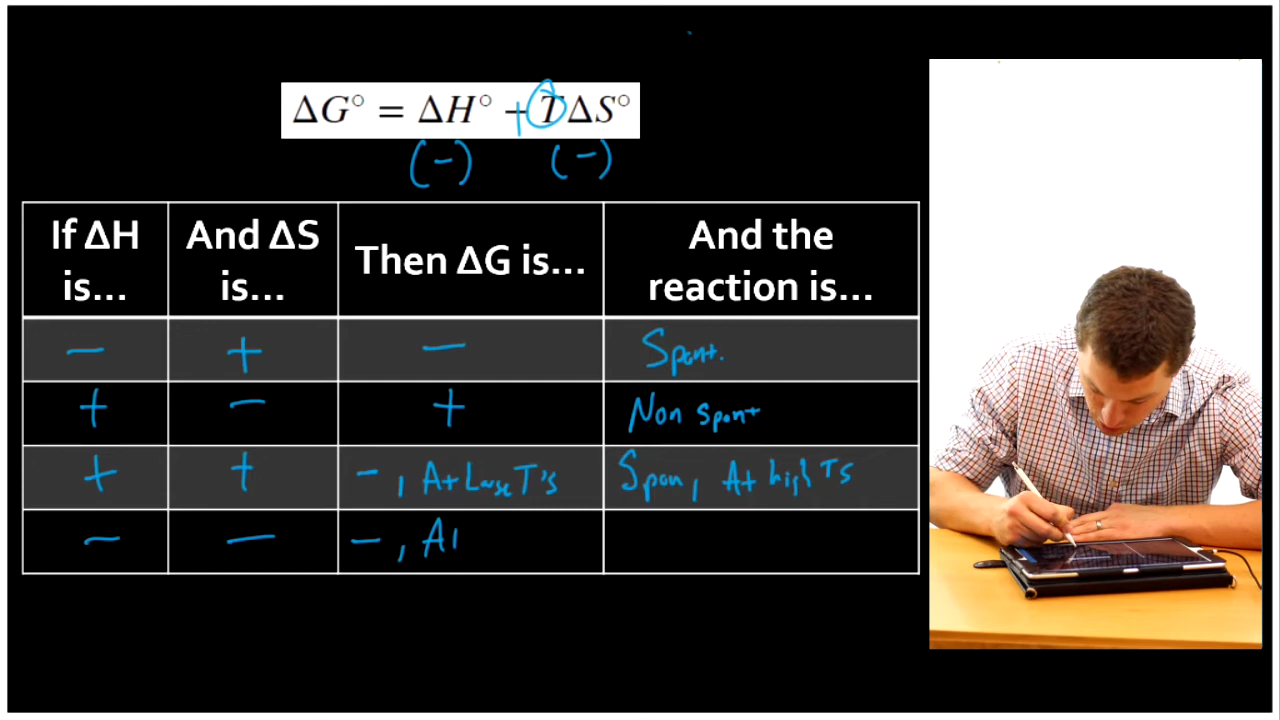 ΔG° = ΔH° + TΔS°
(-) (-)
If ΔH is...
And ΔS is...
Then ΔG is...
And the reaction is...
− + − Spont.
+ − + Non spont
+ + −, At Large T's Spon, At high Ts
− − −, At